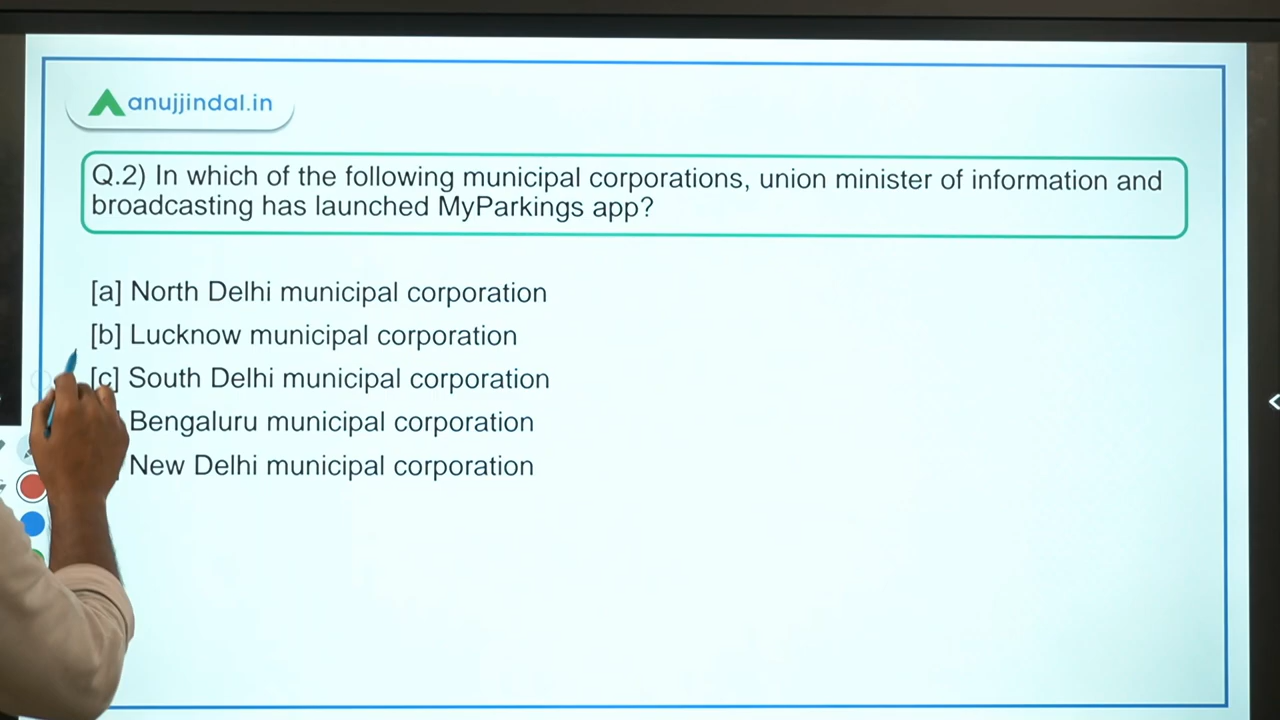 anujjindal.in
Q.2) In which of the following municipal corporations, union minister of information and
broadcasting has launched MyParkings app?
[a] North Delhi municipal corporation
[b] Lucknow municipal corporation
[c] South Delhi municipal corporation
Bengaluru municipal corporation
New Delhi municipal corporation